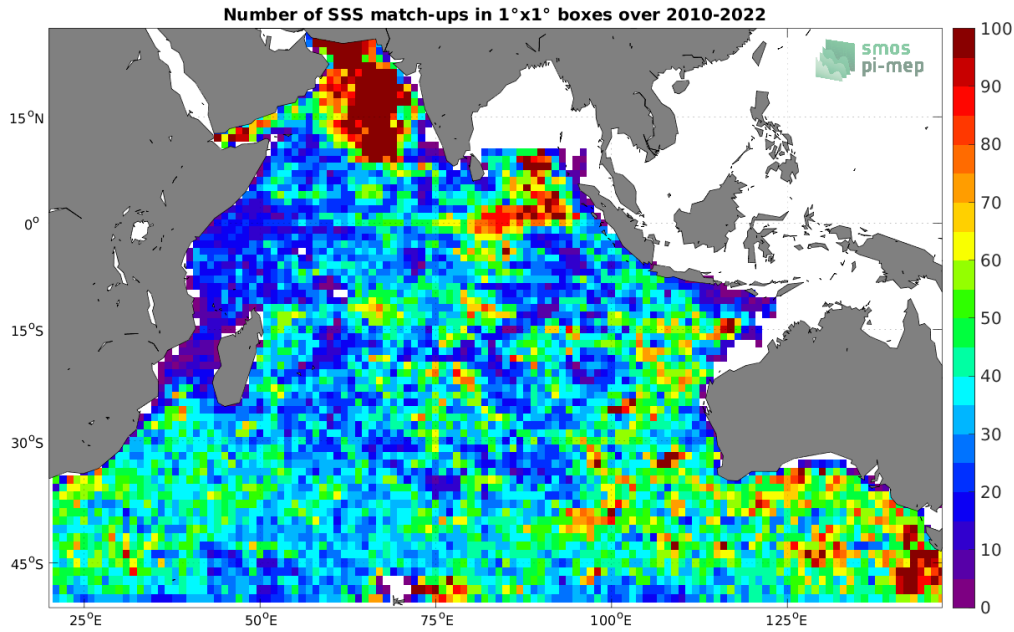 Number of SSS match-ups in 1°x1° boxes over 2010-2022
smos
pi-mep
100
90
80
70
60
50
40
30
20
10
0
15°N
0°
15°S
30°S
45°S
25°E
50°E
75°E
100°E
125°E